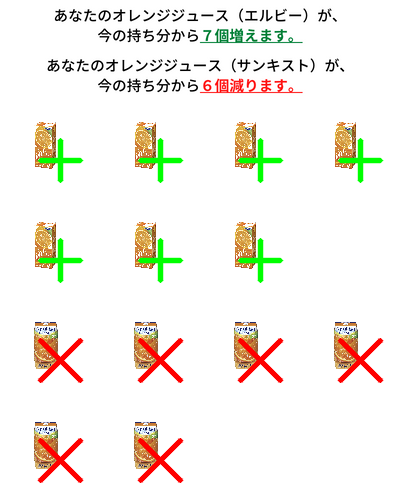 あなたのオレンジジュース（エルビー）が、
今の持ち分から７個増えます。
あなたのオレンジジュース（サンキスト）が、
今の持ち分から６個減ります。